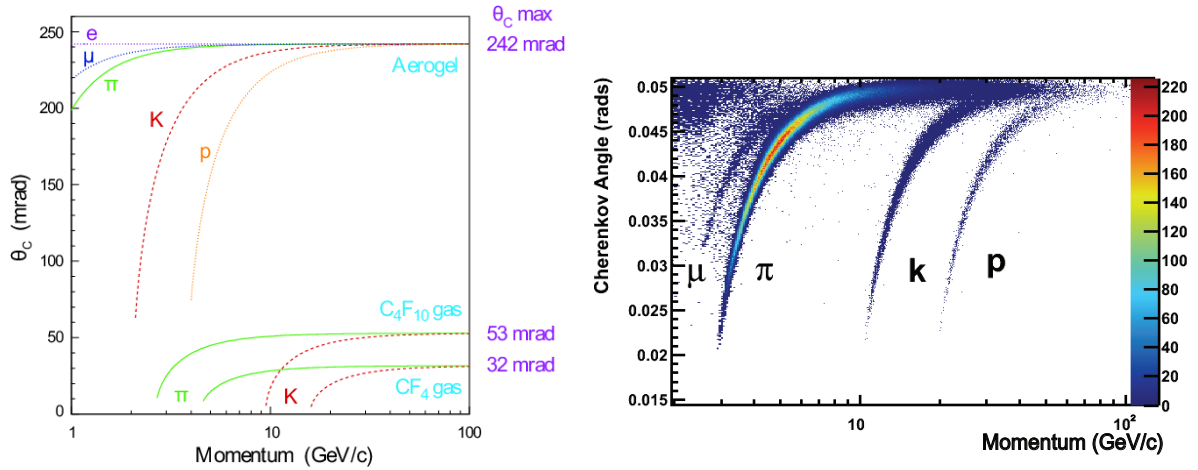 θC max
250
e
242 mrad
μ
Aerogel
π
200
K
p
150
θC (mrad)
100
C4F10 gas
50
53 mrad
32 mrad
π
K
CF4 gas
0
1
10
100
Momentum (GeV/c)
0.05
0.045
0.04
0.035
0.03
0.025
0.02
0.015
Cherenkov Angle (rads)
μ
π
k
p
10
10²
Momentum (GeV/c)
220
200
180
160
140
120
100
80
60
40
20
0